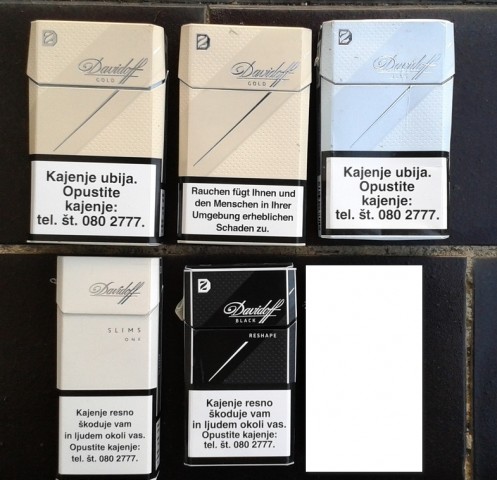 Davidoff
GOLD
Kajenje ubija.
Opustite
kajenje:
tel. št. 080 2777.
Davidoff
GOLD
Rauchen fügt Ihnen und
den Menschen in Ihrer
Umgebung erheblichen
Schaden zu.
Davidoff
Kajenje ubija.
Opustite
kajenje:
tel. št. 080 2777.
Davidoff
SLIMS
ONE
Kajenje resno
škoduje vam
in ljudem okoli vas.
Opustite kajenje:
tel. št. 080 2777.
Davidoff
BLACK
RESHAPE
Kajenje resno
škoduje vam
in ljudem okoli vas.
Opustite kajenje:
tel. št. 080 2777.